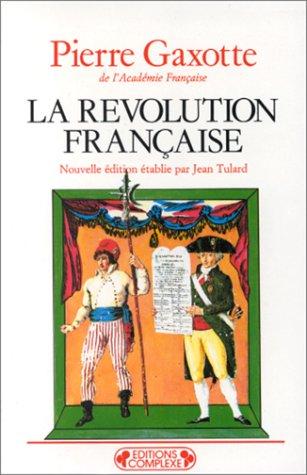 Pierre Gaxotte
de l'Académie Française
LA REVOLUTION
FRANÇAISE
Nouvelle édition établie par Jean Tulard
EDITIONS
COMPLEXE